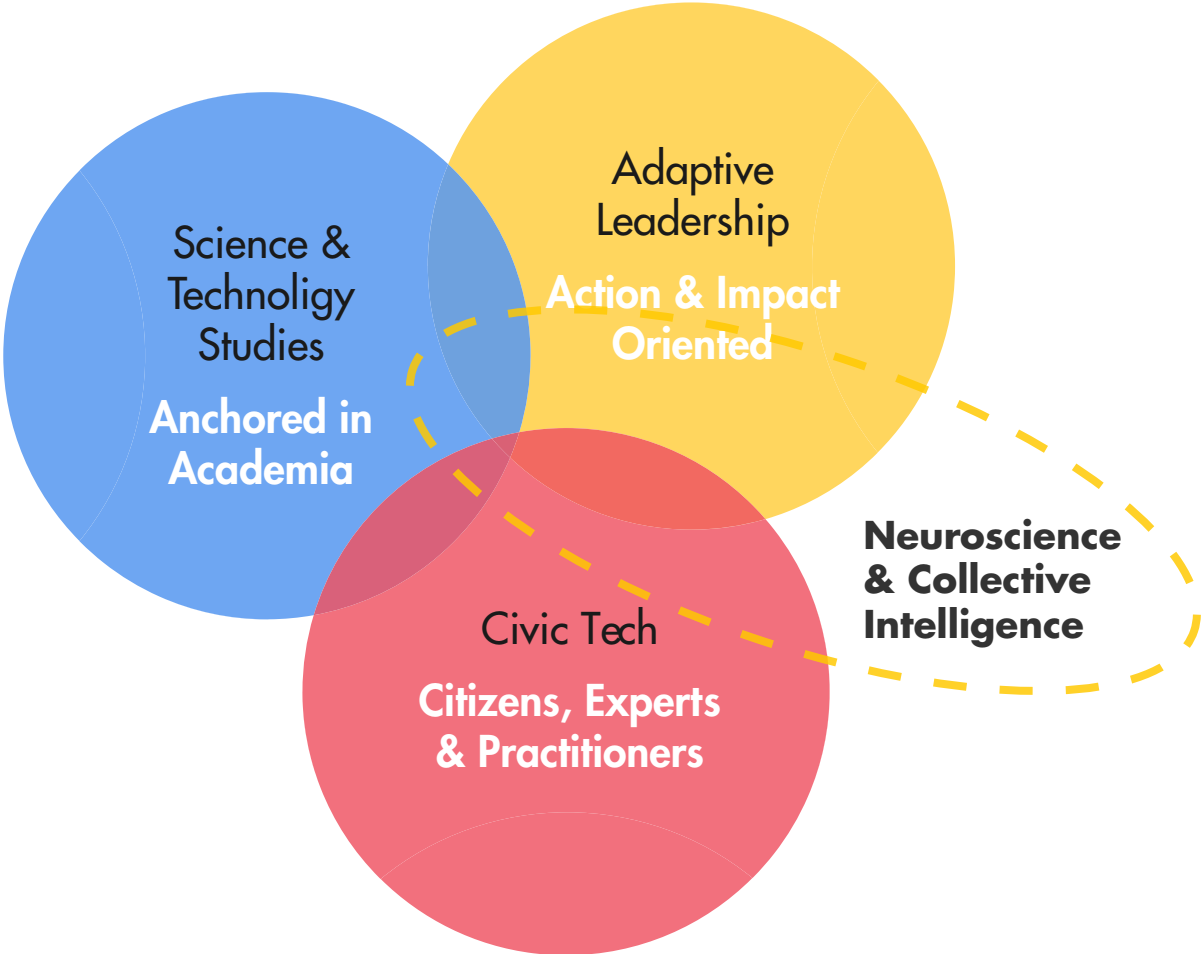 Adaptive
Leadership
Action & Impact
Oriented
Science &
Technoligy
Studies
Anchored in
Academia
Neuroscience
& Collective
Intelligence
Civic Tech
Citizens, Experts
& Practitioners